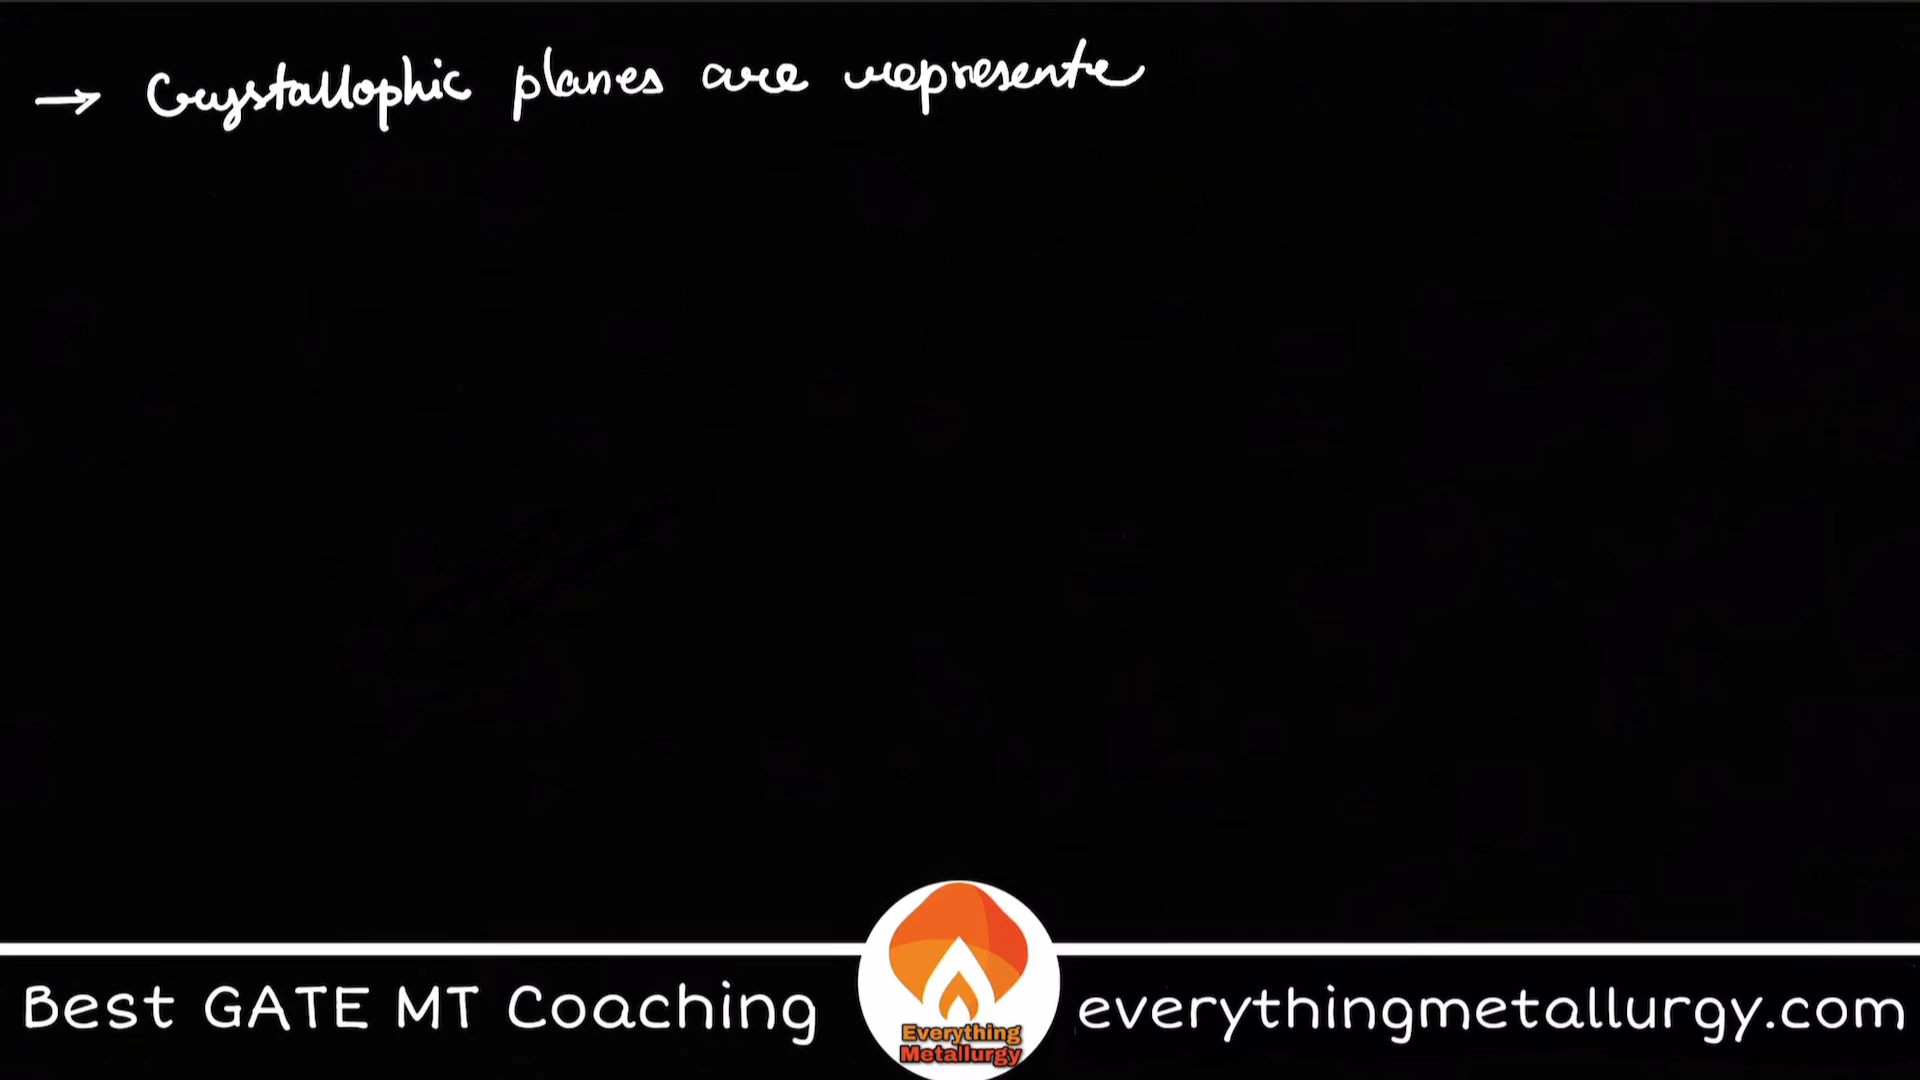 → Crystallophic planes are represente
Best GATE MT Coaching
Everything
Metallurgy
everythingmetallurgy.com